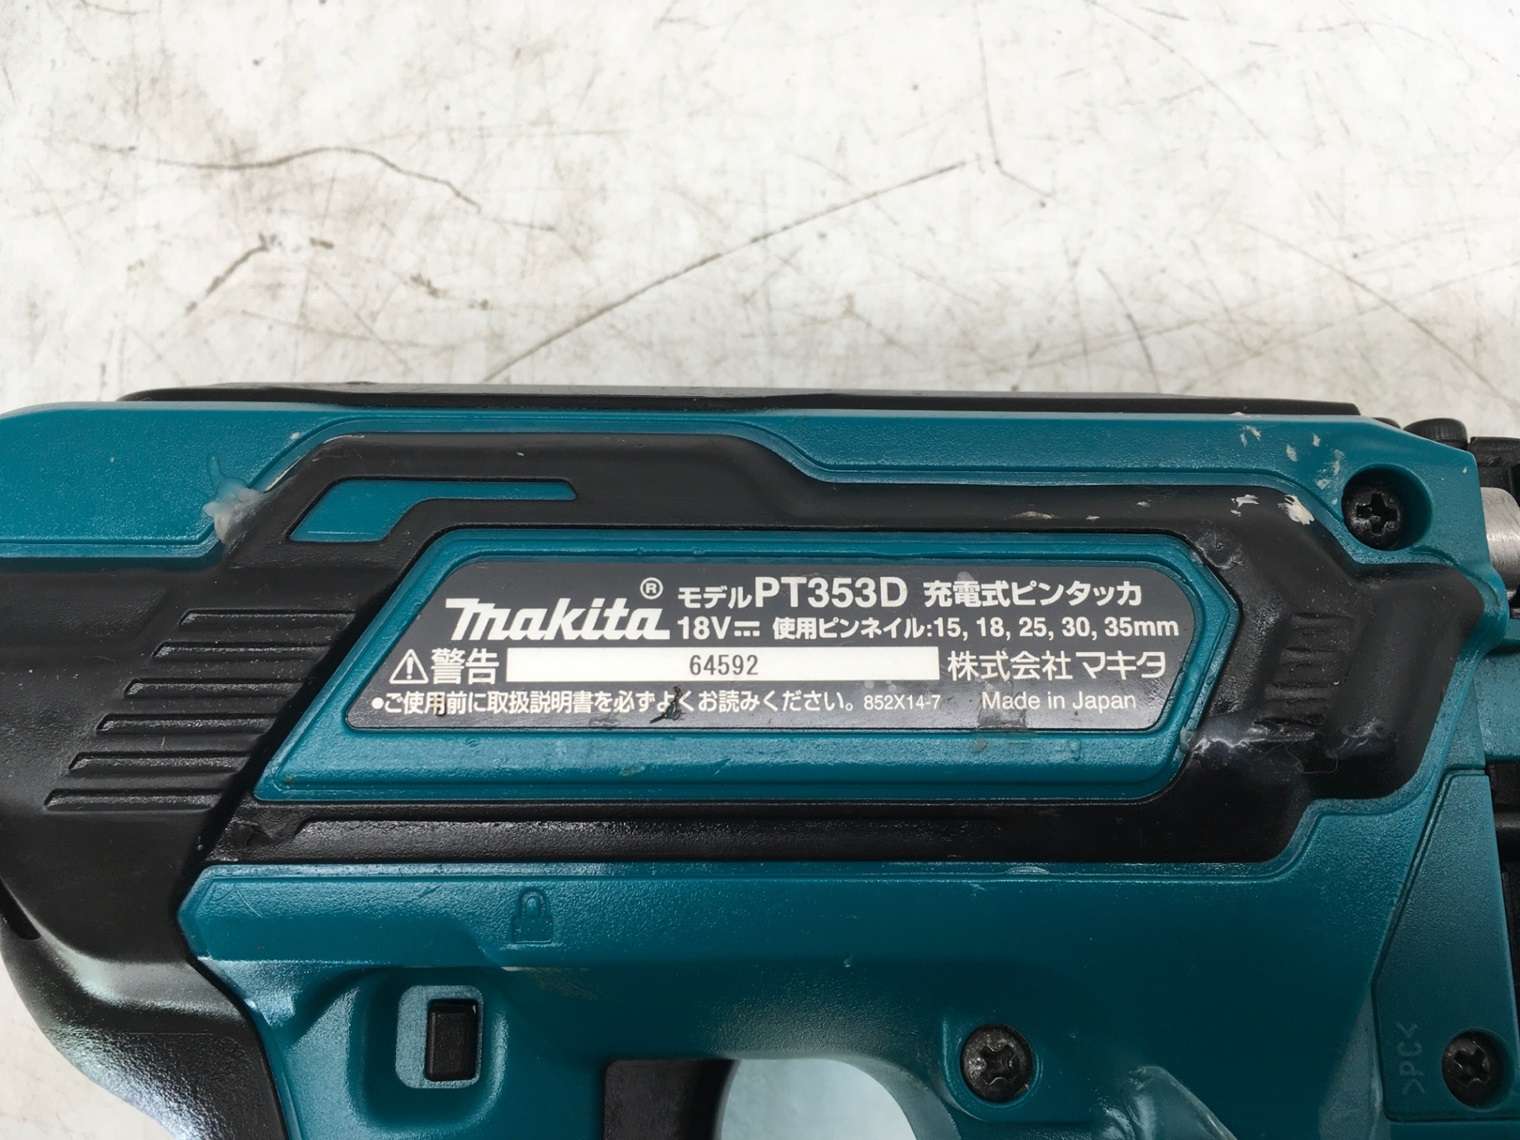 makita® モデルPT353D 充電式ピンタッカ
18V⎓ 使用ピンネイル:15, 18, 25, 30, 35mm
⚠警告 64592 株式会社マキタ
●ご使用前に取扱説明書を必ずよくお読みください。 852X14-7 Made in Japan
>PC<